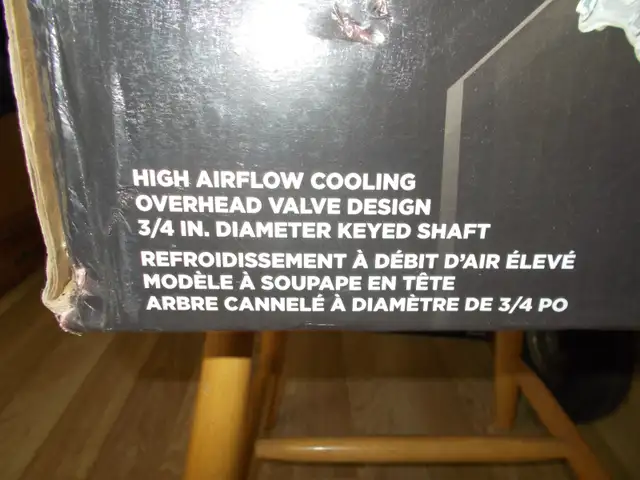 HIGH AIRFLOW COOLING
OVERHEAD VALVE DESIGN
3/4 IN. DIAMETER KEYED SHAFT
REFROIDISSEMENT À DÉBIT D'AIR ÉLEVÉ
MODÈLE À SOUPAPE EN TÊTE
ARBRE CANNELÉ À DIAMÈTRE DE 3/4 PO